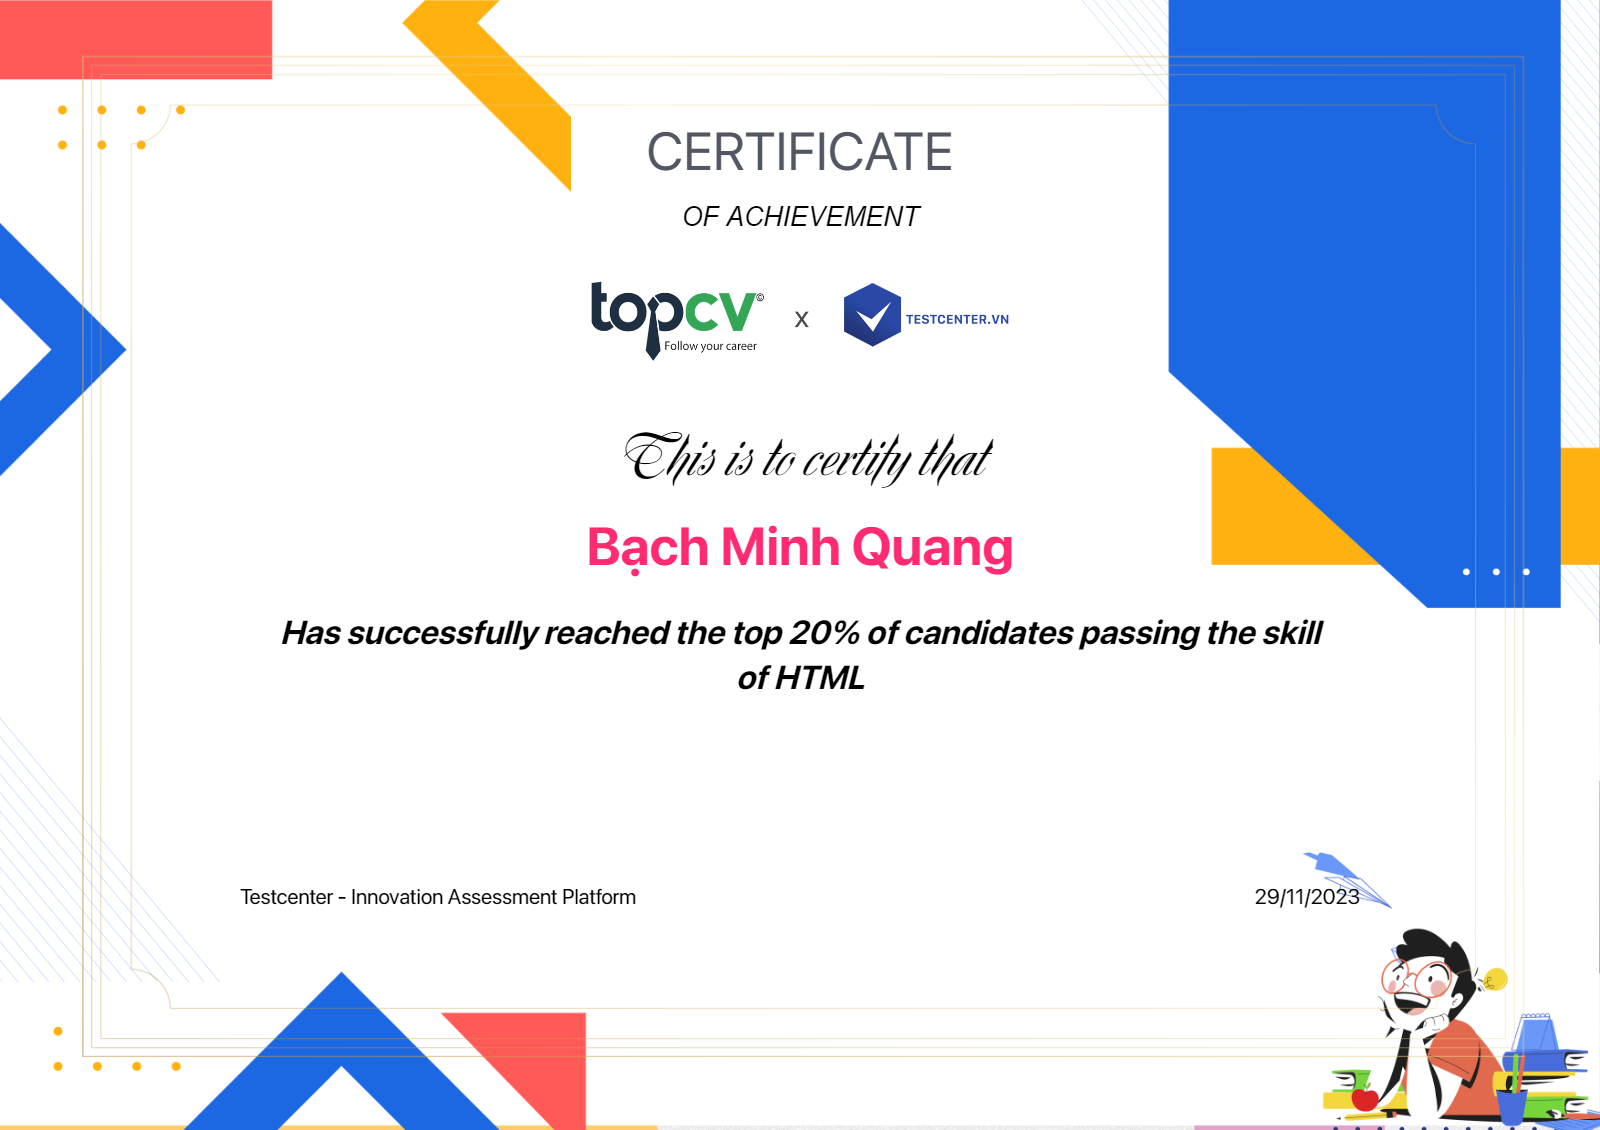 CERTIFICATE
OF ACHIEVEMENT
topcv©
Follow your career
x
TESTCENTER.VN
This is to certify that
Bạch Minh Quang
Has successfully reached the top 20% of candidates passing the skill
of HTML
Testcenter - Innovation Assessment Platform
29/11/2023